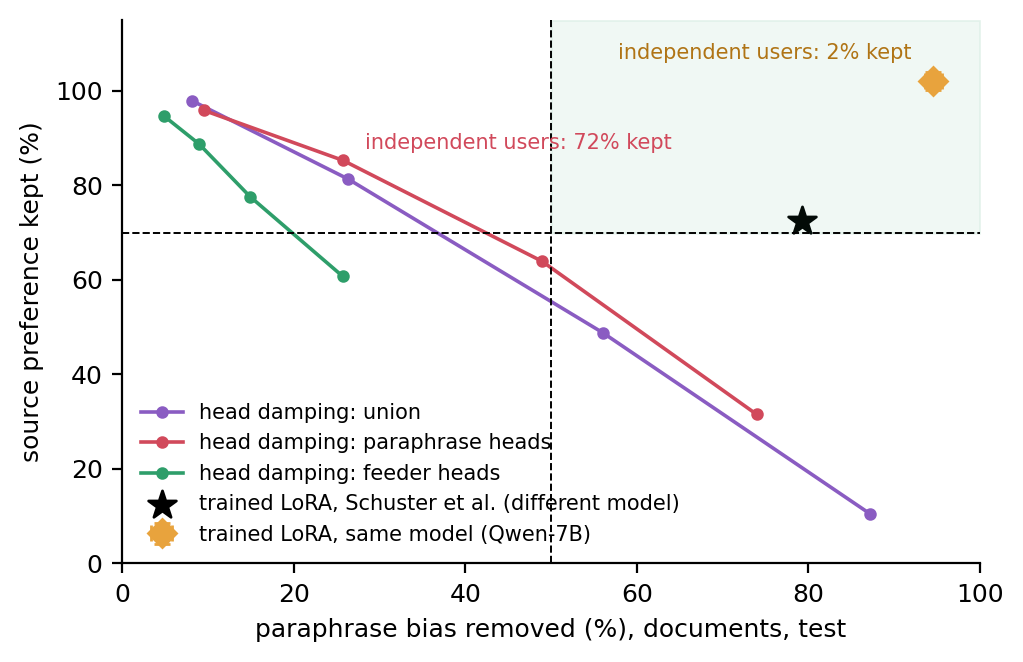 independent users: 2% kept
independent users: 72% kept
source preference kept (%)
100
80
60
40
20
0
head damping: union
head damping: paraphrase heads
head damping: feeder heads
trained LoRA, Schuster et al. (different model)
trained LoRA, same model (Qwen-7B)
0 20 40 60 80 100
paraphrase bias removed (%), documents, test